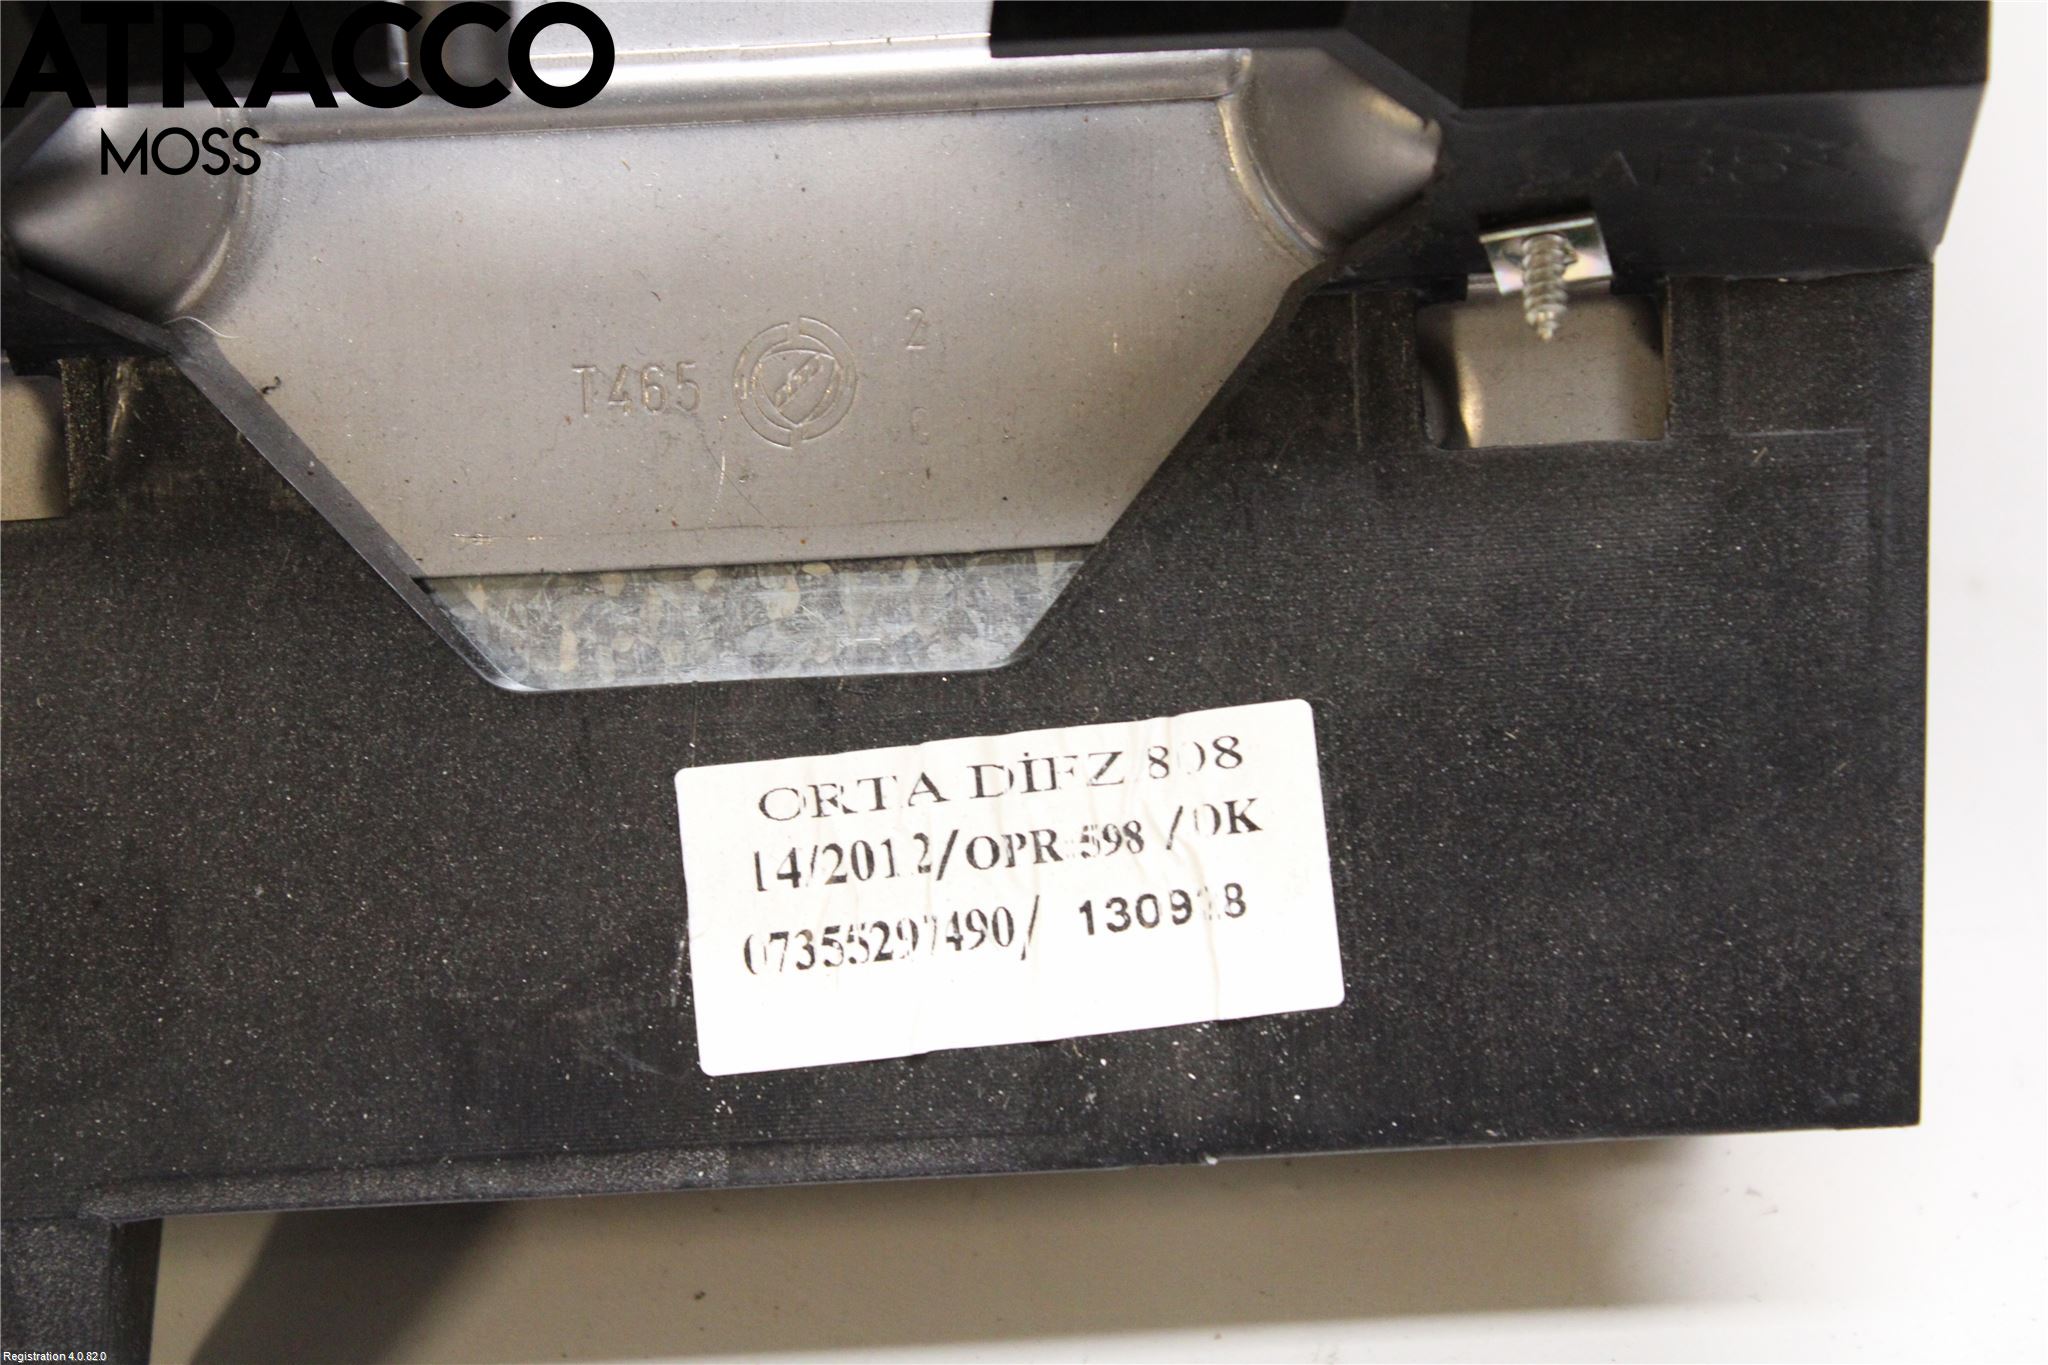 ATRACCO
MOSS
>ABS<
T465
2
C
ORTA DİFZ 808
14/2012/OPR:598 /OK
07355297490/ 130928
Registration 4.0.82.0